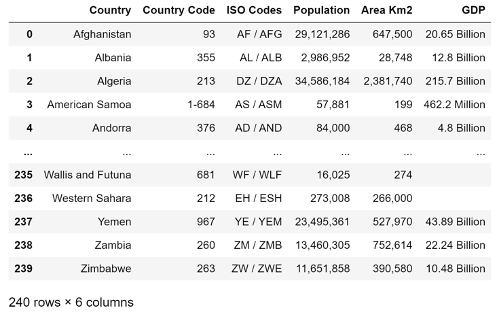 Country Country Code ISO Codes Population Area Km2 GDP
0 Afghanistan 93 AF / AFG 29,121,286 647,500 20.65 Billion
1 Albania 355 AL / ALB 2,986,952 28,748 12.8 Billion
2 Algeria 213 DZ / DZA 34,586,184 2,381,740 215.7 Billion
3 American Samoa 1-684 AS / ASM 57,881 199 462.2 Million
4 Andorra 376 AD / AND 84,000 468 4.8 Billion
... ... ... ... ... ... ...
235 Wallis and Futuna 681 WF / WLF 16,025 274
236 Western Sahara 212 EH / ESH 273,008 266,000
237 Yemen 967 YE / YEM 23,495,361 527,970 43.89 Billion
238 Zambia 260 ZM / ZMB 13,460,305 752,614 22.24 Billion
239 Zimbabwe 263 ZW / ZWE 11,651,858 390,580 10.48 Billion
240 rows × 6 columns